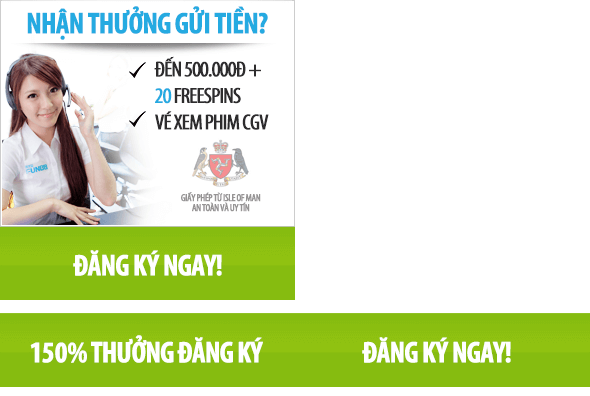 NHẬN THƯỞNG GỬI TIỀN?
ĐẾN 500.000Đ +
20 FREESPINS
VÉ XEM PHIM CGV
GIẤY PHÉP TỪ ISLE OF MAN
AN TOÀN VÀ UY TÍN
ĐĂNG KÝ NGAY!
150% THƯỞNG ĐĂNG KÝ
ĐĂNG KÝ NGAY!